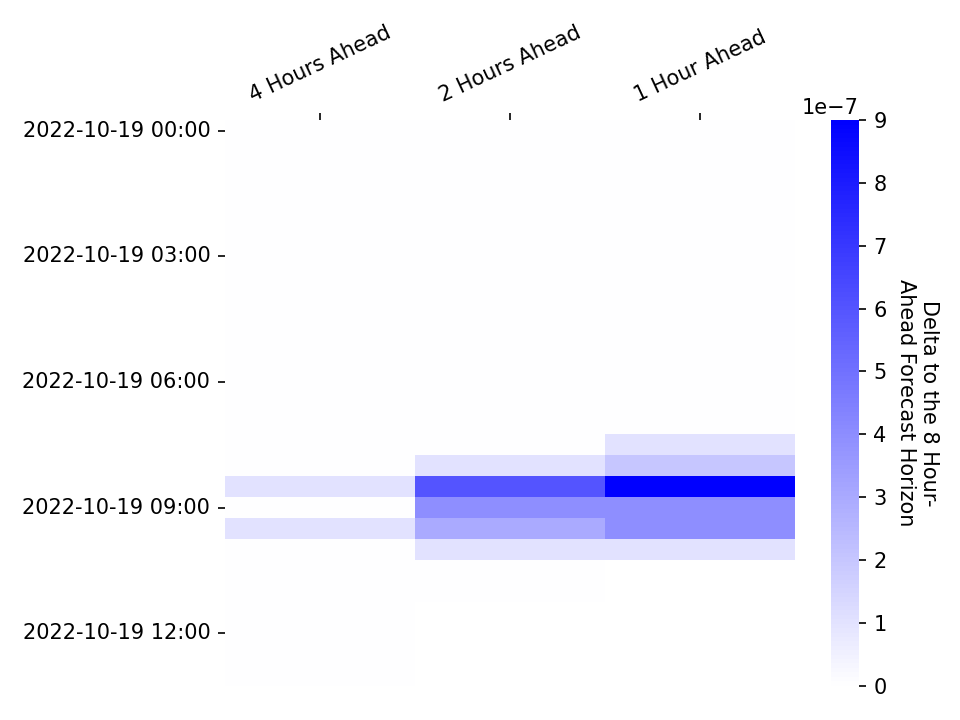 4 Hours Ahead
2 Hours Ahead
1 Hour Ahead
1e−7
2022-10-19 00:00
2022-10-19 03:00
2022-10-19 06:00
2022-10-19 09:00
2022-10-19 12:00
9
8
7
6
5
4
3
2
1
0
Delta to the 8 Hour-
Ahead Forecast Horizon